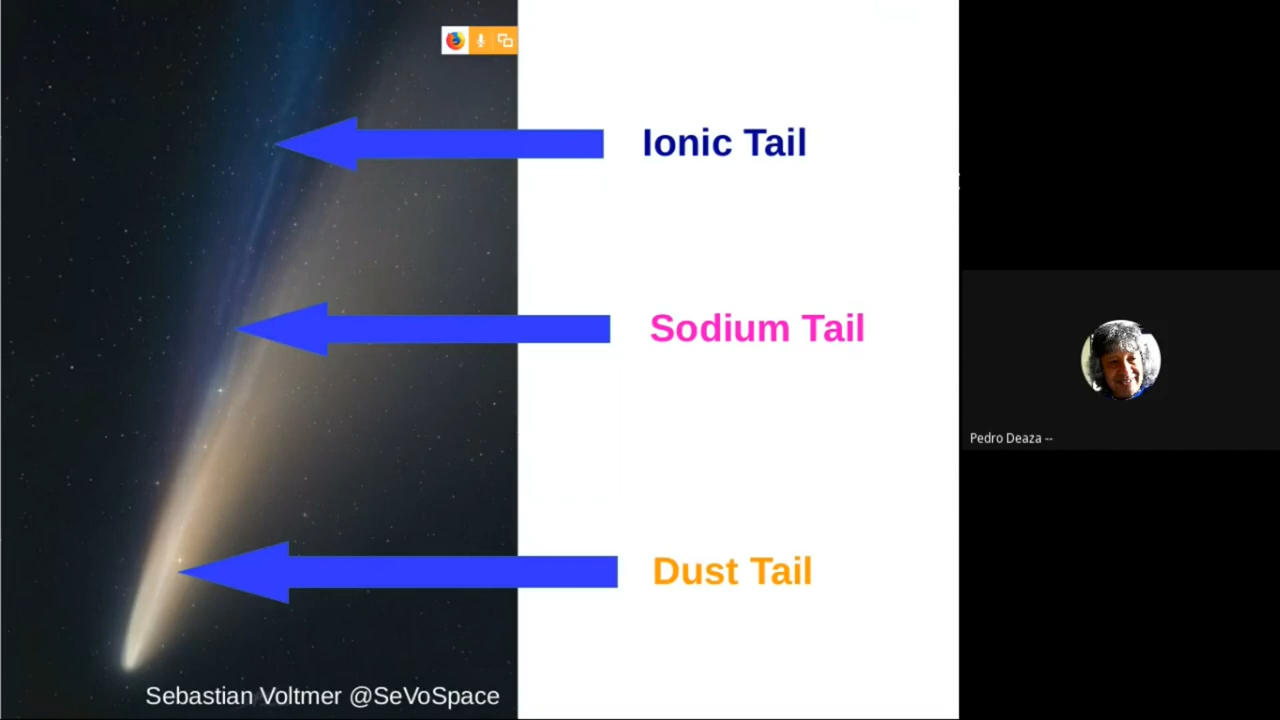 Ionic Tail
Sodium Tail
Dust Tail
Sebastian Voltmer @SeVoSpace
Pedro Deaza --